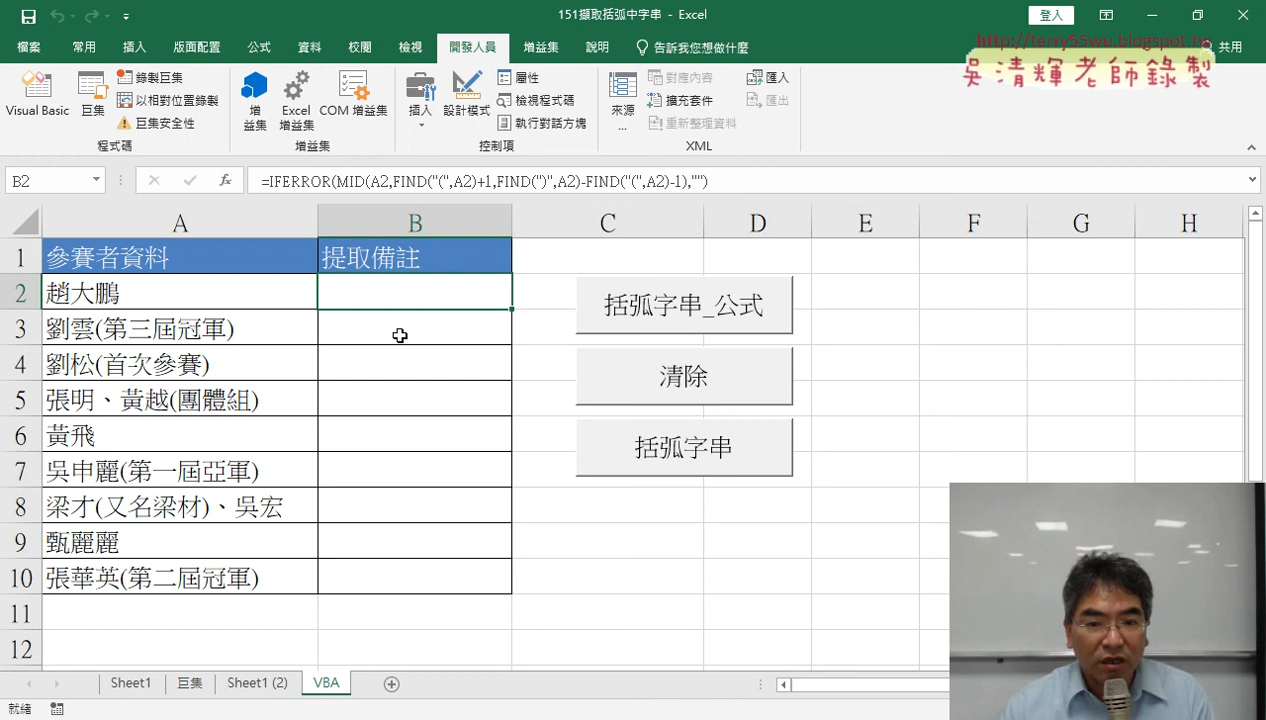 151擷取括弧中字串 - Excel
登入
檔案 常用 插入 版面配置 公式 資料 校閱 檢視 開發人員 增益集 說明 告訴我您想做什麼 共用
http://terry55wu.blogspot.tw
吳清輝老師錄製
Visual Basic
巨集
錄製巨集
以相對位置錄製
巨集安全性
程式碼
增益集
Excel 增益集
COM 增益集
增益集
插入
設計模式
屬性
檢視程式碼
執行對話方塊
控制項
來源...
對應內容
擴充套件
重新整理資料
匯入
匯出
XML
B2
fx
=IFERROR(MID(A2,FIND("(",A2)+1,FIND(")",A2)-FIND("(",A2)-1),"")
A B C D E F G H
1 參賽者資料 提取備註
2 趙大鵬
3 劉雲(第三屆冠軍)
4 劉松(首次參賽)
5 張明、黃越(團體組)
6 黃飛
7 吳申麗(第一屆亞軍)
8 梁才(又名梁材)、吳宏
9 甄麗麗
10 張華英(第二屆冠軍)
11
12
括弧字串_公式
清除
括弧字串
Sheet1 巨集 Sheet1 (2) VBA
就緒